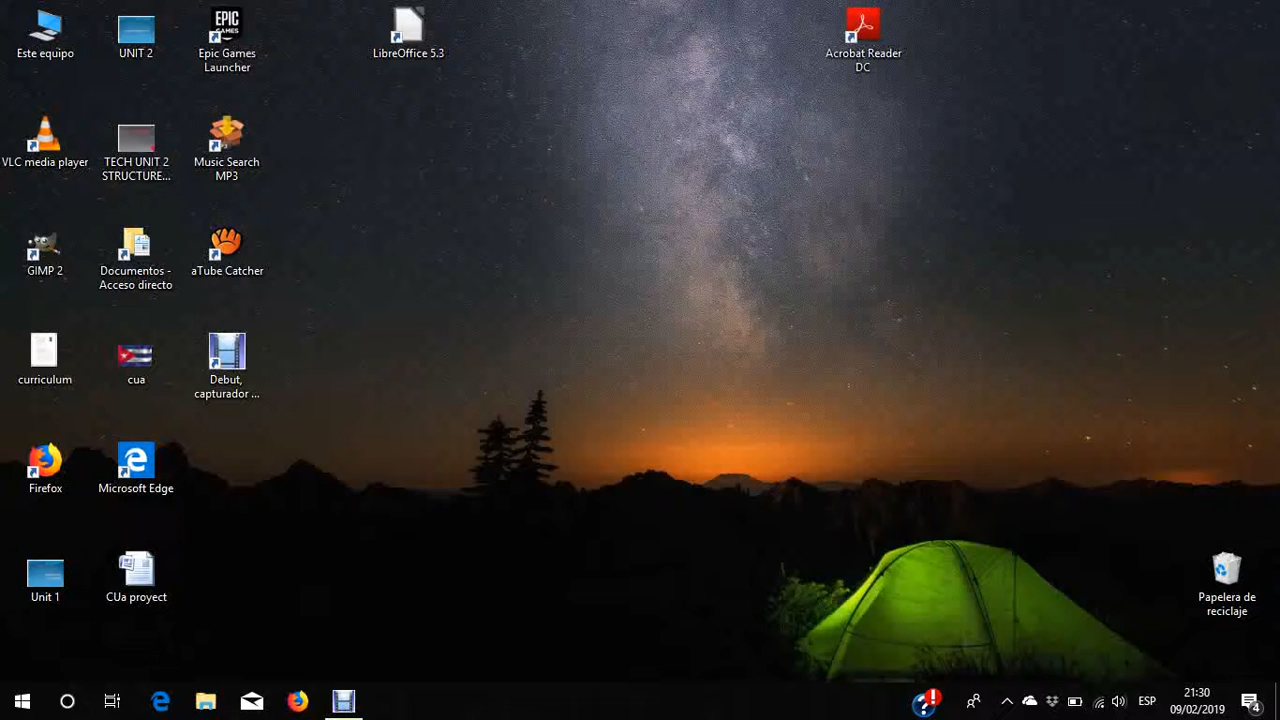 Este equipo
UNIT 2
EPIC
GAMES
Epic Games
Launcher
LibreOffice 5.3
Acrobat Reader
DC
VLC media player
TECH UNIT 2
STRUCTURE...
Music Search
MP3
GIMP 2
Documentos -
Acceso directo
aTube Catcher
curriculum
cua
Debut,
capturador ...
Firefox
Microsoft Edge
Unit 1
CUa proyect
Papelera de
reciclaje
ESP
21:30
09/02/2019
4